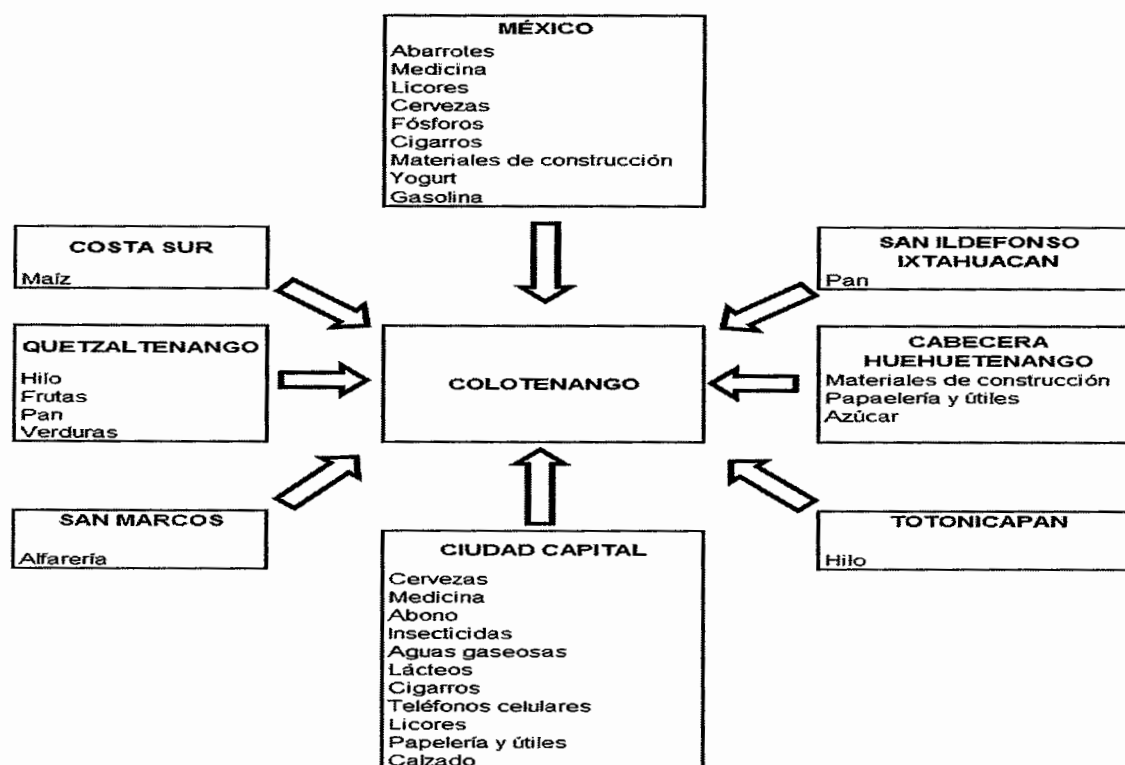 MÉXICO
Abarrotes
Medicina
Licores
Cervezas
Fósforos
Cigarros
Materiales de construcción
Yogurt
Gasolina
COSTA SUR
Maíz
SAN ILDEFONSO
IXTAHUACAN
Pan
QUETZALTENANGO
Hilo
Frutas
Pan
Verduras
COLOTENANGO
CABECERA
HUEHUETENANGO
Materiales de construcción
Papaelería y útiles
Azúcar
SAN MARCOS
Alfarería
CIUDAD CAPITAL
Cervezas
Medicina
Abono
Insecticidas
Aguas gaseosas
Lácteos
Cigarros
Teléfonos celulares
Licores
Papelería y útiles
Calzado
TOTONICAPAN
Hilo